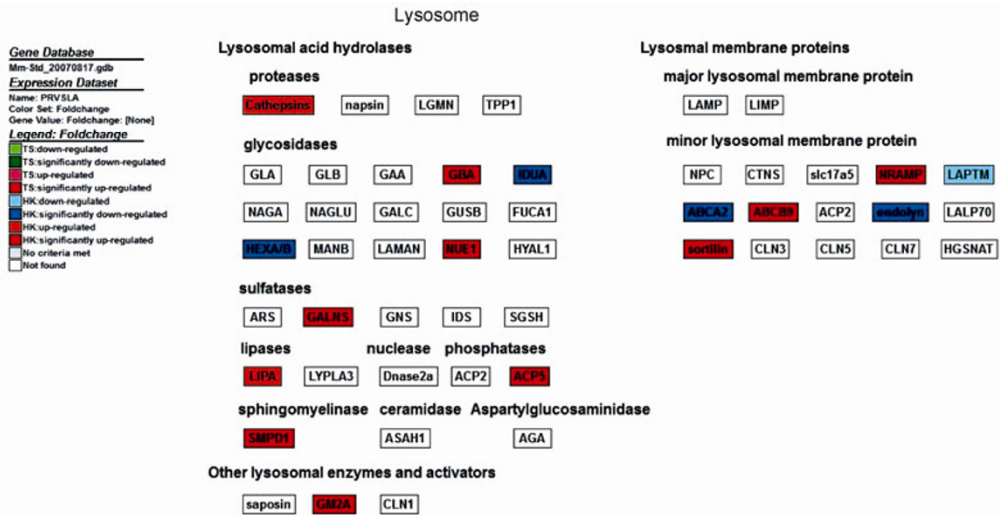 Lysosome
Gene Database
Mm-Std_20070817.gdb
Expression Dataset
Name: PRVSLA
Color Set: Foldchange
Gene Value: Foldchange: [None]
Legend: Foldchange
TS:down-regulated
TS:significantly down-regulated
TS:up-regulated
TS:significantly up-regulated
HK:down-regulated
HK:significantly down-regulated
HK:up-regulated
HK:significantly up-regulated
No criteria met
Not found
Lysosomal acid hydrolases
proteases
Cathepsins napsin LGMN TPP1
glycosidases
GLA GLB GAA GBA IDUA
NAGA NAGLU GALC GUSB FUCA1
HEXA/B MANB LAMAN NUE1 HYAL1
sulfatases
ARS GALNS GNS IDS SGSH
lipases nuclease phosphatases
LIPA LYPLA3 Dnase2a ACP2 ACP5
sphingomyelinase ceramidase Aspartylglucosaminidase
SMPD1 ASAH1 AGA
Other lysosomal enzymes and activators
saposin GM2A CLN1
Lysosmal membrane proteins
major lysosomal membrane protein
LAMP LIMP
minor lysosomal membrane protein
NPC CTNS slc17a5 NRAMP LAPTM
ABCA2 ABCB9 ACP2 endolyn LALP70
sortilin CLN3 CLN5 CLN7 HGSNAT